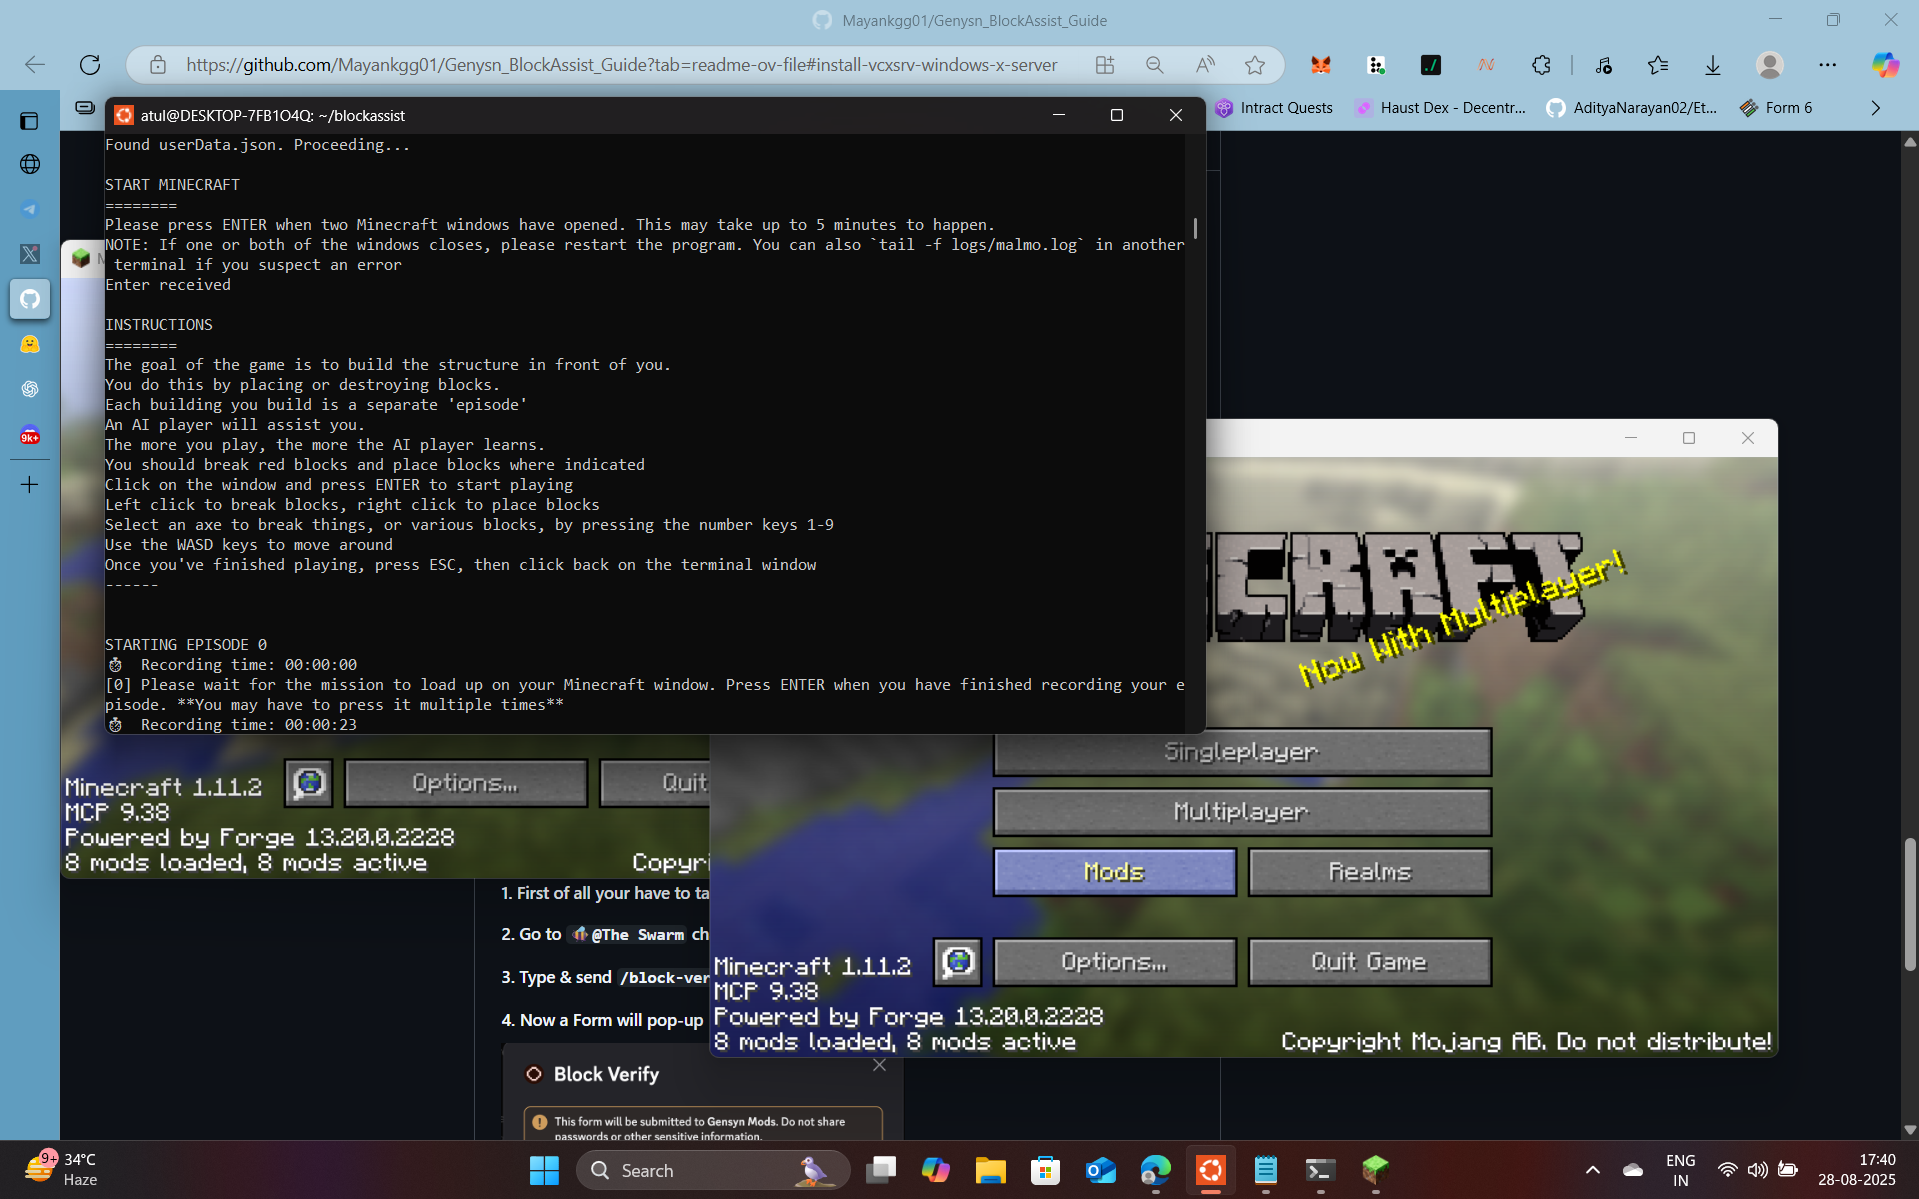 Mayankgg01/Genysn_BlockAssist_Guide
https://github.com/Mayankgg01/Genysn_BlockAssist_Guide?tab=readme-ov-file#install-vcxsrv-windows-x-server
Intract Quests
Haust Dex - Decentr...
AdityaNarayan02/Et...
Form 6
atul@DESKTOP-7FB1O4Q: ~/blockassist
Found userData.json. Proceeding...
START MINECRAFT
========
Please press ENTER when two Minecraft windows have opened. This may take up to 5 minutes to happen.
NOTE: If one or both of the windows closes, please restart the program. You can also `tail -f logs/malmo.log` in another
terminal if you suspect an error
Enter received
INSTRUCTIONS
========
The goal of the game is to build the structure in front of you.
You do this by placing or destroying blocks.
Each building you build is a separate 'episode'
An AI player will assist you.
The more you play, the more the AI player learns.
You should break red blocks and place blocks where indicated
Click on the window and press ENTER to start playing
Left click to break blocks, right click to place blocks
Select an axe to break things, or various blocks, by pressing the number keys 1-9
Use the WASD keys to move around
Once you've finished playing, press ESC, then click back on the terminal window
------
STARTING EPISODE 0
Recording time: 00:00:00
[0] Please wait for the mission to load up on your Minecraft window. Press ENTER when you have finished recording your e
pisode. **You may have to press it multiple times**
Recording time: 00:00:23
9k+
Now With Multiplayer!
Singleplayer
Multiplayer
Mods
Realms
Options...
Quit Game
Minecraft 1.11.2
MCP 9.38
Powered by Forge 13.20.0.2228
8 mods loaded, 8 mods active
Copyright Mojang AB. Do not distribute!
Options...
Quit
Minecraft 1.11.2
MCP 9.38
Powered by Forge 13.20.0.2228
8 mods loaded, 8 mods active
Copyri
1. First of all your have to ta
2. Go to @The Swarm ch
3. Type & send /block-ver
4. Now a Form will pop-up
Block Verify
This form will be submitted to Gensyn Mods. Do not share
passwords or other sensitive information.
9+
34°C
Haze
Search
ENG
IN
17:40
28-08-2025